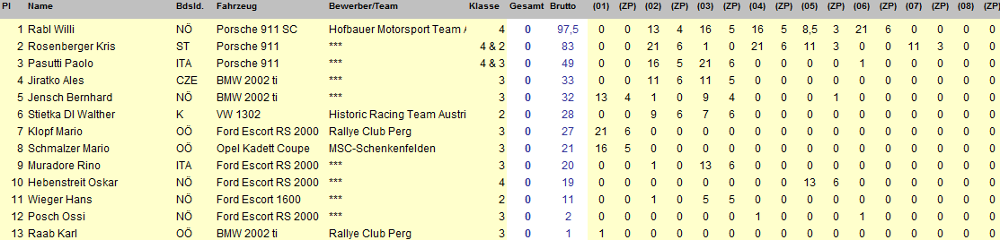 Pl Name Bdsld. Fahrzeug Bewerber/Team Klasse Gesamt Brutto (01) (ZP) (02) (ZP) (03) (ZP) (04) (ZP) (05) (ZP) (06) (ZP) (07) (ZP) (08) (ZP)
1 Rabl Willi NÖ Porsche 911 SC Hofbauer Motorsport Team 4 0 97,5 0 0 13 4 16 5 16 5 8,5 3 21 6 0 0 0 0
2 Rosenberger Kris ST Porsche 911 *** 4 & 2 0 83 0 0 21 6 1 0 21 6 11 3 0 0 11 3 0 0
3 Pasutti Paolo ITA Porsche 911 *** 4 & 3 0 49 0 0 16 5 21 6 0 0 0 0 1 0 0 0 0 0
4 Jiratko Ales CZE BMW 2002 ti *** 3 0 33 0 0 11 6 11 5 0 0 0 0 0 0 0 0 0 0
5 Jensch Bernhard NÖ BMW 2002 ti *** 3 0 32 13 4 1 0 9 4 0 0 0 1 0 0 0 0 0 0
6 Stietka DI Walther K VW 1302 Historic Racing Team Austri 2 0 28 0 0 9 6 7 6 0 0 0 0 0 0 0 0 0 0
7 Klopf Mario OÖ Ford Escort RS 2000 Rallye Club Perg 3 0 27 21 6 0 0 0 0 0 0 0 0 0 0 0 0 0 0
8 Schmalzer Mario OÖ Opel Kadett Coupe MSC-Schenkenfelden 3 0 21 16 5 0 0 0 0 0 0 0 0 0 0 0 0 0 0
9 Muradore Rino ITA Ford Escort RS 2000 *** 3 0 20 0 0 1 0 13 6 0 0 0 0 0 0 0 0 0 0
10 Hebenstreit Oskar NÖ Ford Escort RS 2000 *** 4 0 19 0 0 0 0 0 0 0 0 13 6 0 0 0 0 0 0
11 Wieger Hans NÖ Ford Escort 1600 *** 2 0 11 0 0 1 0 5 5 0 0 0 0 0 0 0 0 0 0
12 Posch Ossi NÖ Ford Escort RS 2000 *** 3 0 2 0 0 0 0 0 0 1 0 0 0 1 0 0 0 0 0
13 Raab Karl OÖ BMW 2002 ti Rallye Club Perg 3 0 1 1 0 0 0 0 0 0 0 0 0 0 0 0 0 0 0